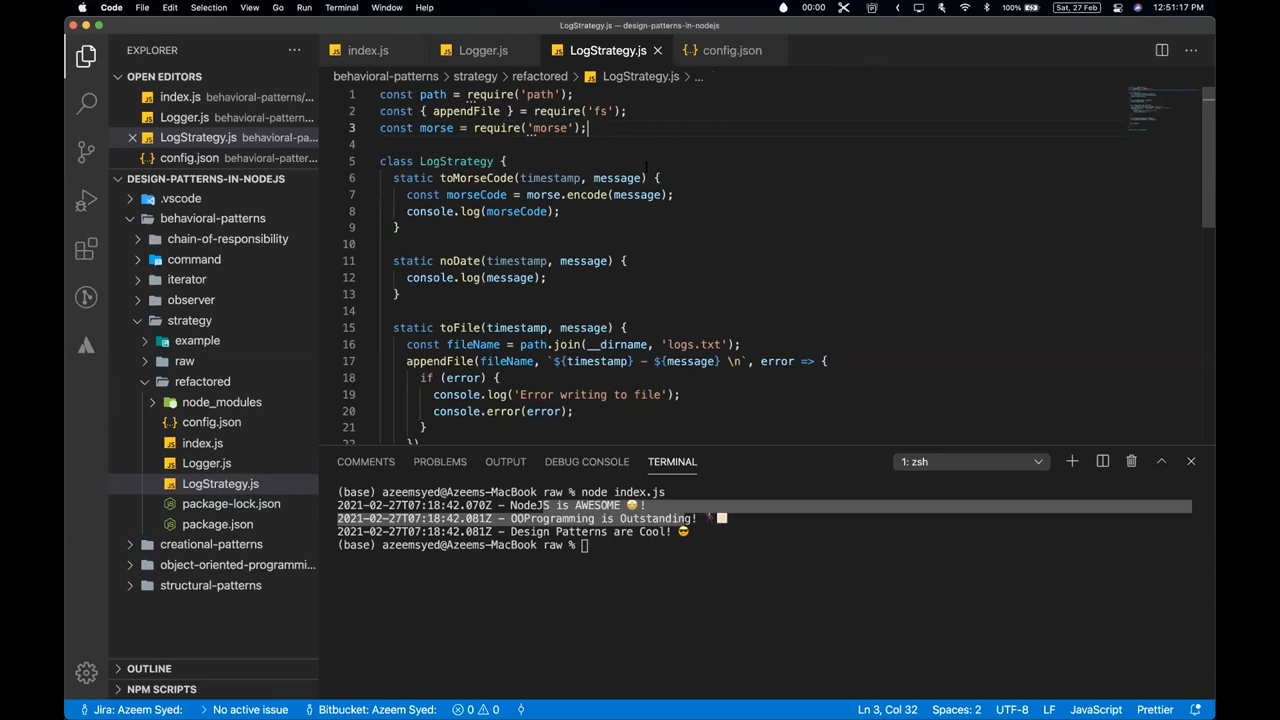 Code File Edit Selection View Go Run Terminal Window Help 00:00 100% Sat, 27 Feb 12:51:17 PM
LogStrategy.js — design-patterns-in-nodejs
EXPLORER
index.js Logger.js LogStrategy.js config.json
OPEN EDITORS
index.js behavioral-patterns/...
Logger.js behavioral-patterns...
LogStrategy.js behavioral-pa...
config.json behavioral-patter...
DESIGN-PATTERNS-IN-NODEJS
.vscode
behavioral-patterns
chain-of-responsibility
command
iterator
observer
strategy
example
raw
refactored
node_modules
config.json
index.js
Logger.js
LogStrategy.js
package-lock.json
package.json
creational-patterns
object-oriented-programmi...
structural-patterns
OUTLINE
NPM SCRIPTS
behavioral-patterns > strategy > refactored > LogStrategy.js > ...
1 const path = require('path');
2 const { appendFile } = require('fs');
3 const morse = require('morse');
4
5 class LogStrategy {
6 static toMorseCode(timestamp, message) {
7 const morseCode = morse.encode(message);
8 console.log(morseCode);
9 }
10
11 static noDate(timestamp, message) {
12 console.log(message);
13 }
14
15 static toFile(timestamp, message) {
16 const fileName = path.join(__dirname, 'logs.txt');
17 appendFile(fileName, `${timestamp} - ${message} \n`, error => {
18 if (error) {
19 console.log('Error writing to file');
20 console.error(error);
21 }
22 })
COMMENTS PROBLEMS OUTPUT DEBUG CONSOLE TERMINAL 1: zsh
(base) azeemsyed@Azeems-MacBook raw % node index.js
2021-02-27T07:18:42.070Z - NodeJS is AWESOME 😁!
2021-02-27T07:18:42.081Z - OOProgramming is Outstanding!
2021-02-27T07:18:42.081Z - Design Patterns are Cool! 😎
(base) azeemsyed@Azeems-MacBook raw %
Jira: Azeem Syed: No active issue Bitbucket: Azeem Syed: 0 0 Ln 3, Col 32 Spaces: 2 UTF-8 LF JavaScript Prettier